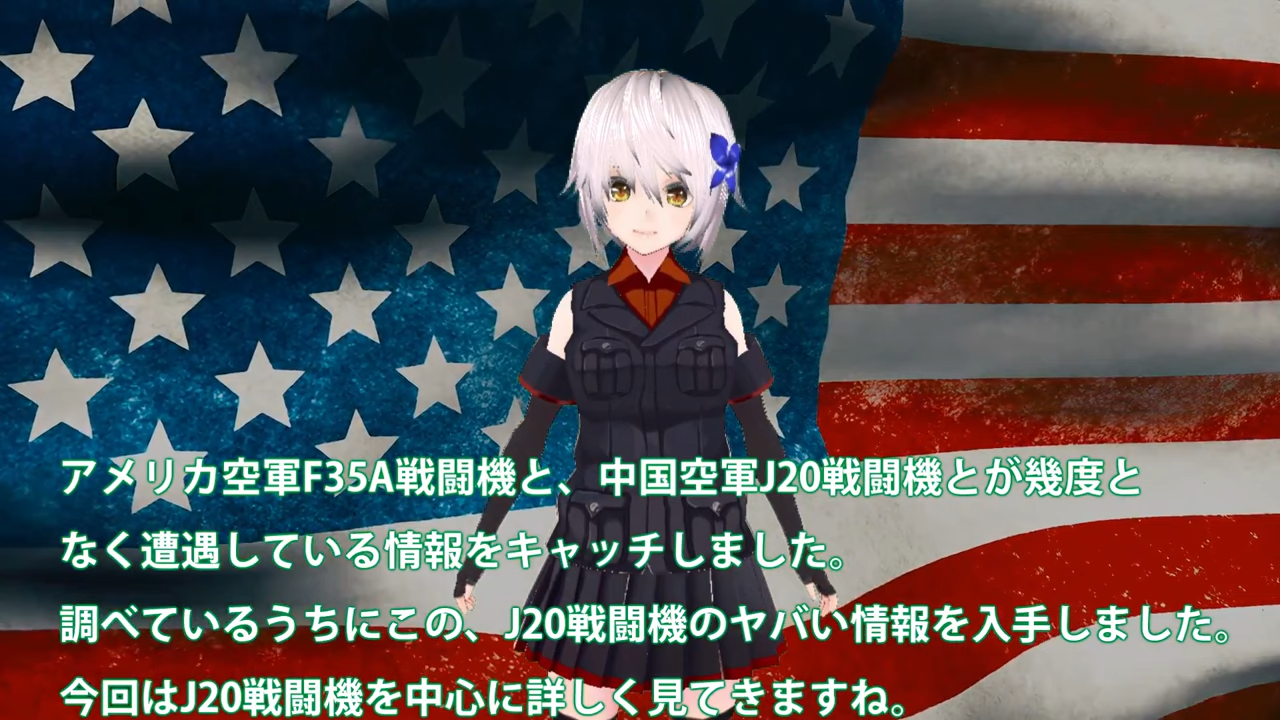 アメリカ空軍F35A戦闘機と、中国空軍J20戦闘機とが幾度と
なく遭遇している情報をキャッチしました。
調べているうちにこの、J20戦闘機のヤバい情報を入手しました。
今回はJ20戦闘機を中心に詳しく見てきますね。